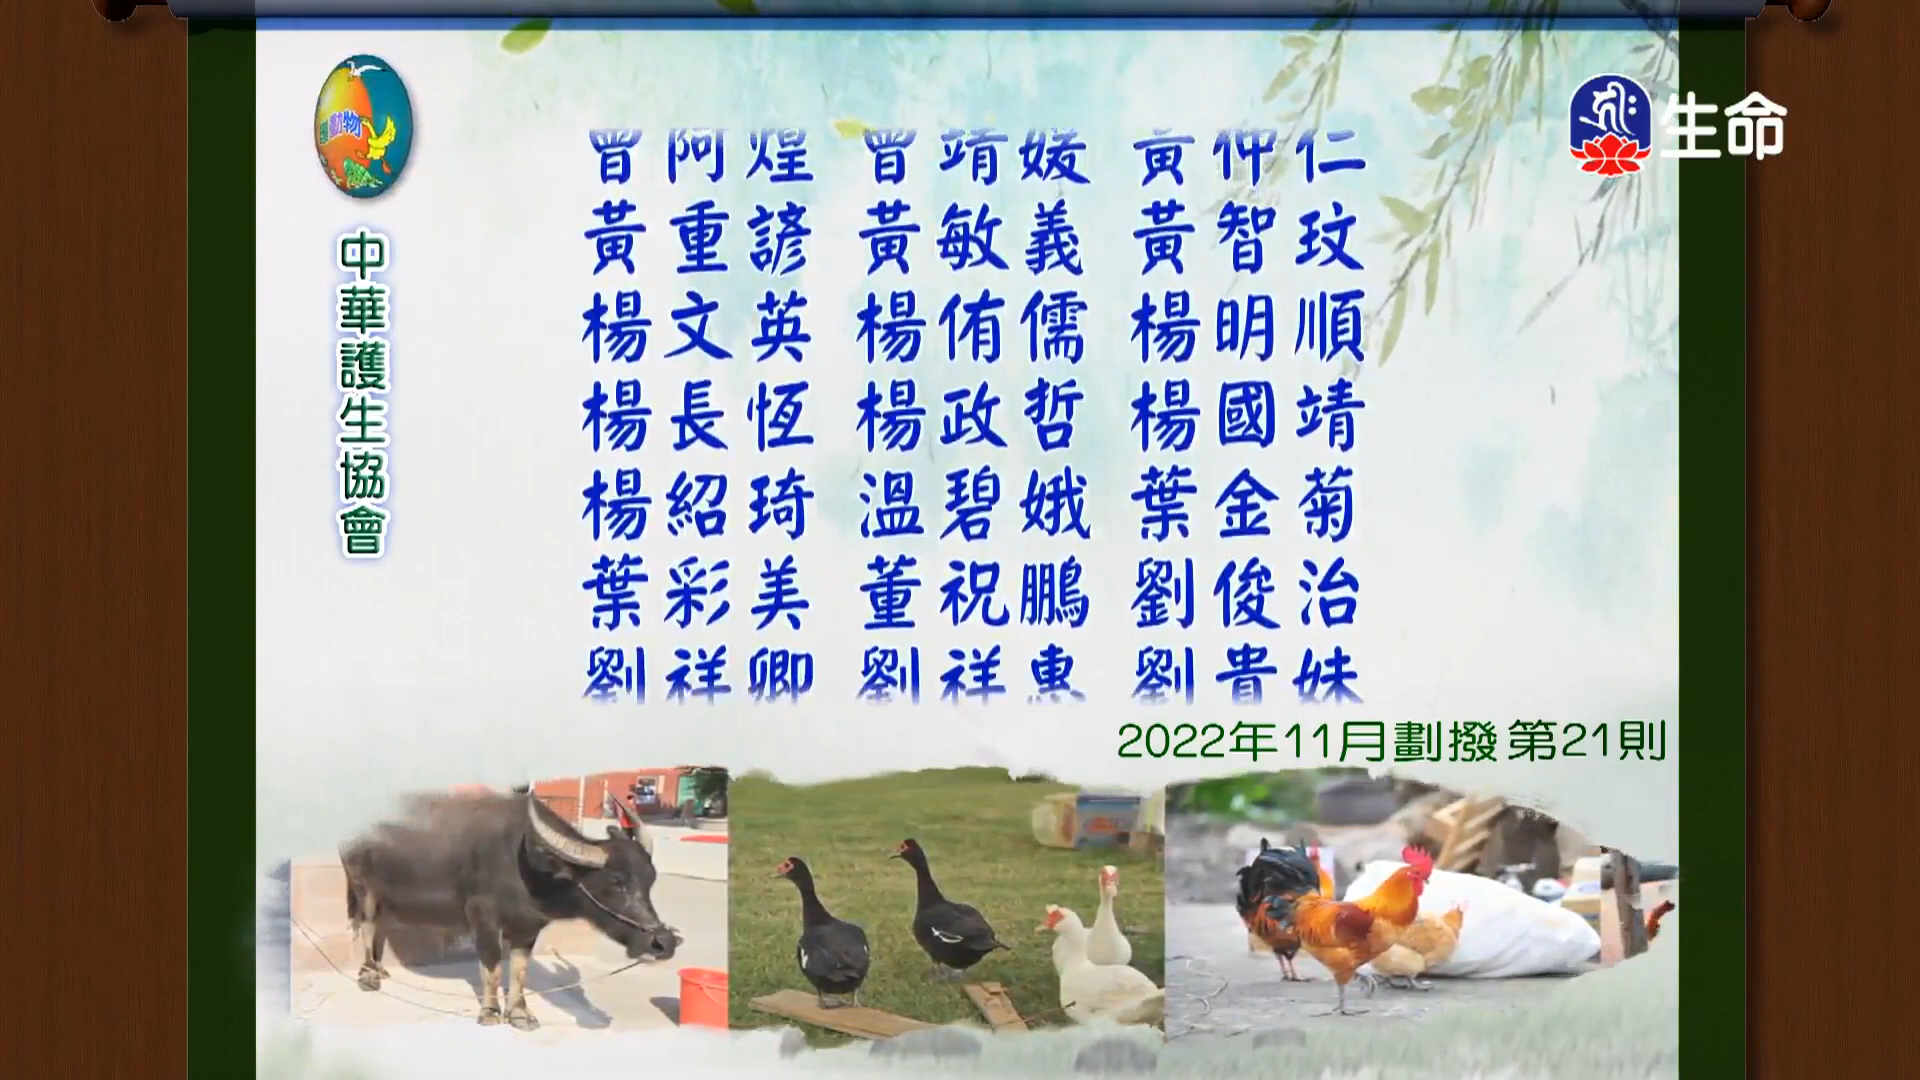 生命
動物
中華護生協會
曾阿煌 曾靖媛 黃仲仁
黃重諺 黃敏義 黃智玟
楊文英 楊侑儒 楊明順
楊長恆 楊政哲 楊國靖
楊紹琦 溫碧娥 葉金菊
葉彩美 董祝鵬 劉俊治
劉祥卿 劉祥惠 劉貴妹
2022年11月劃撥第21則